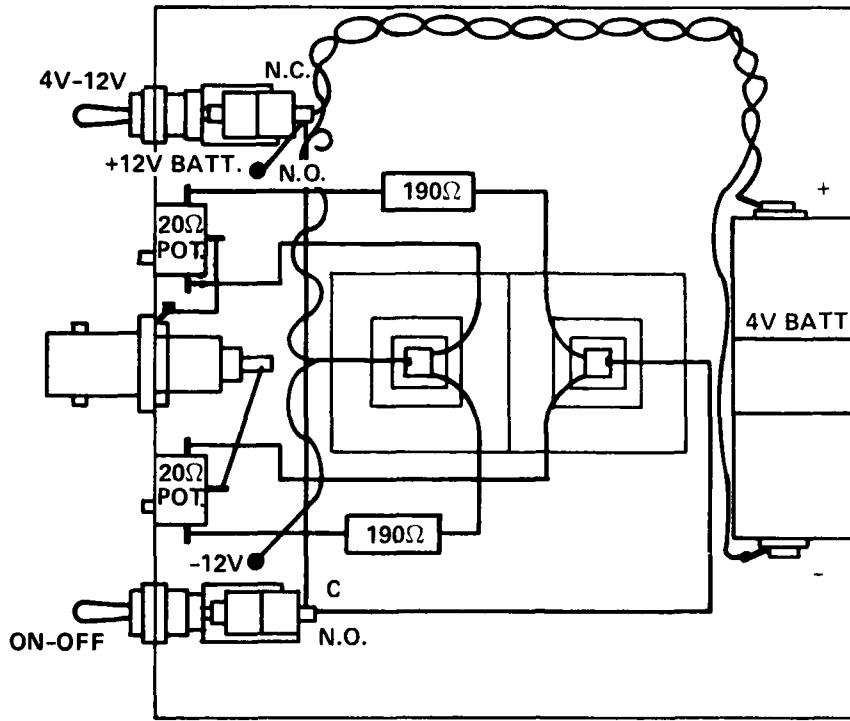 N.C.
4V-12V
+12V BATT.
N.O.
190Ω
+
20Ω
POT.
4V BATT
20Ω
POT.
190Ω
-12V
-
C
ON-OFF
N.O.